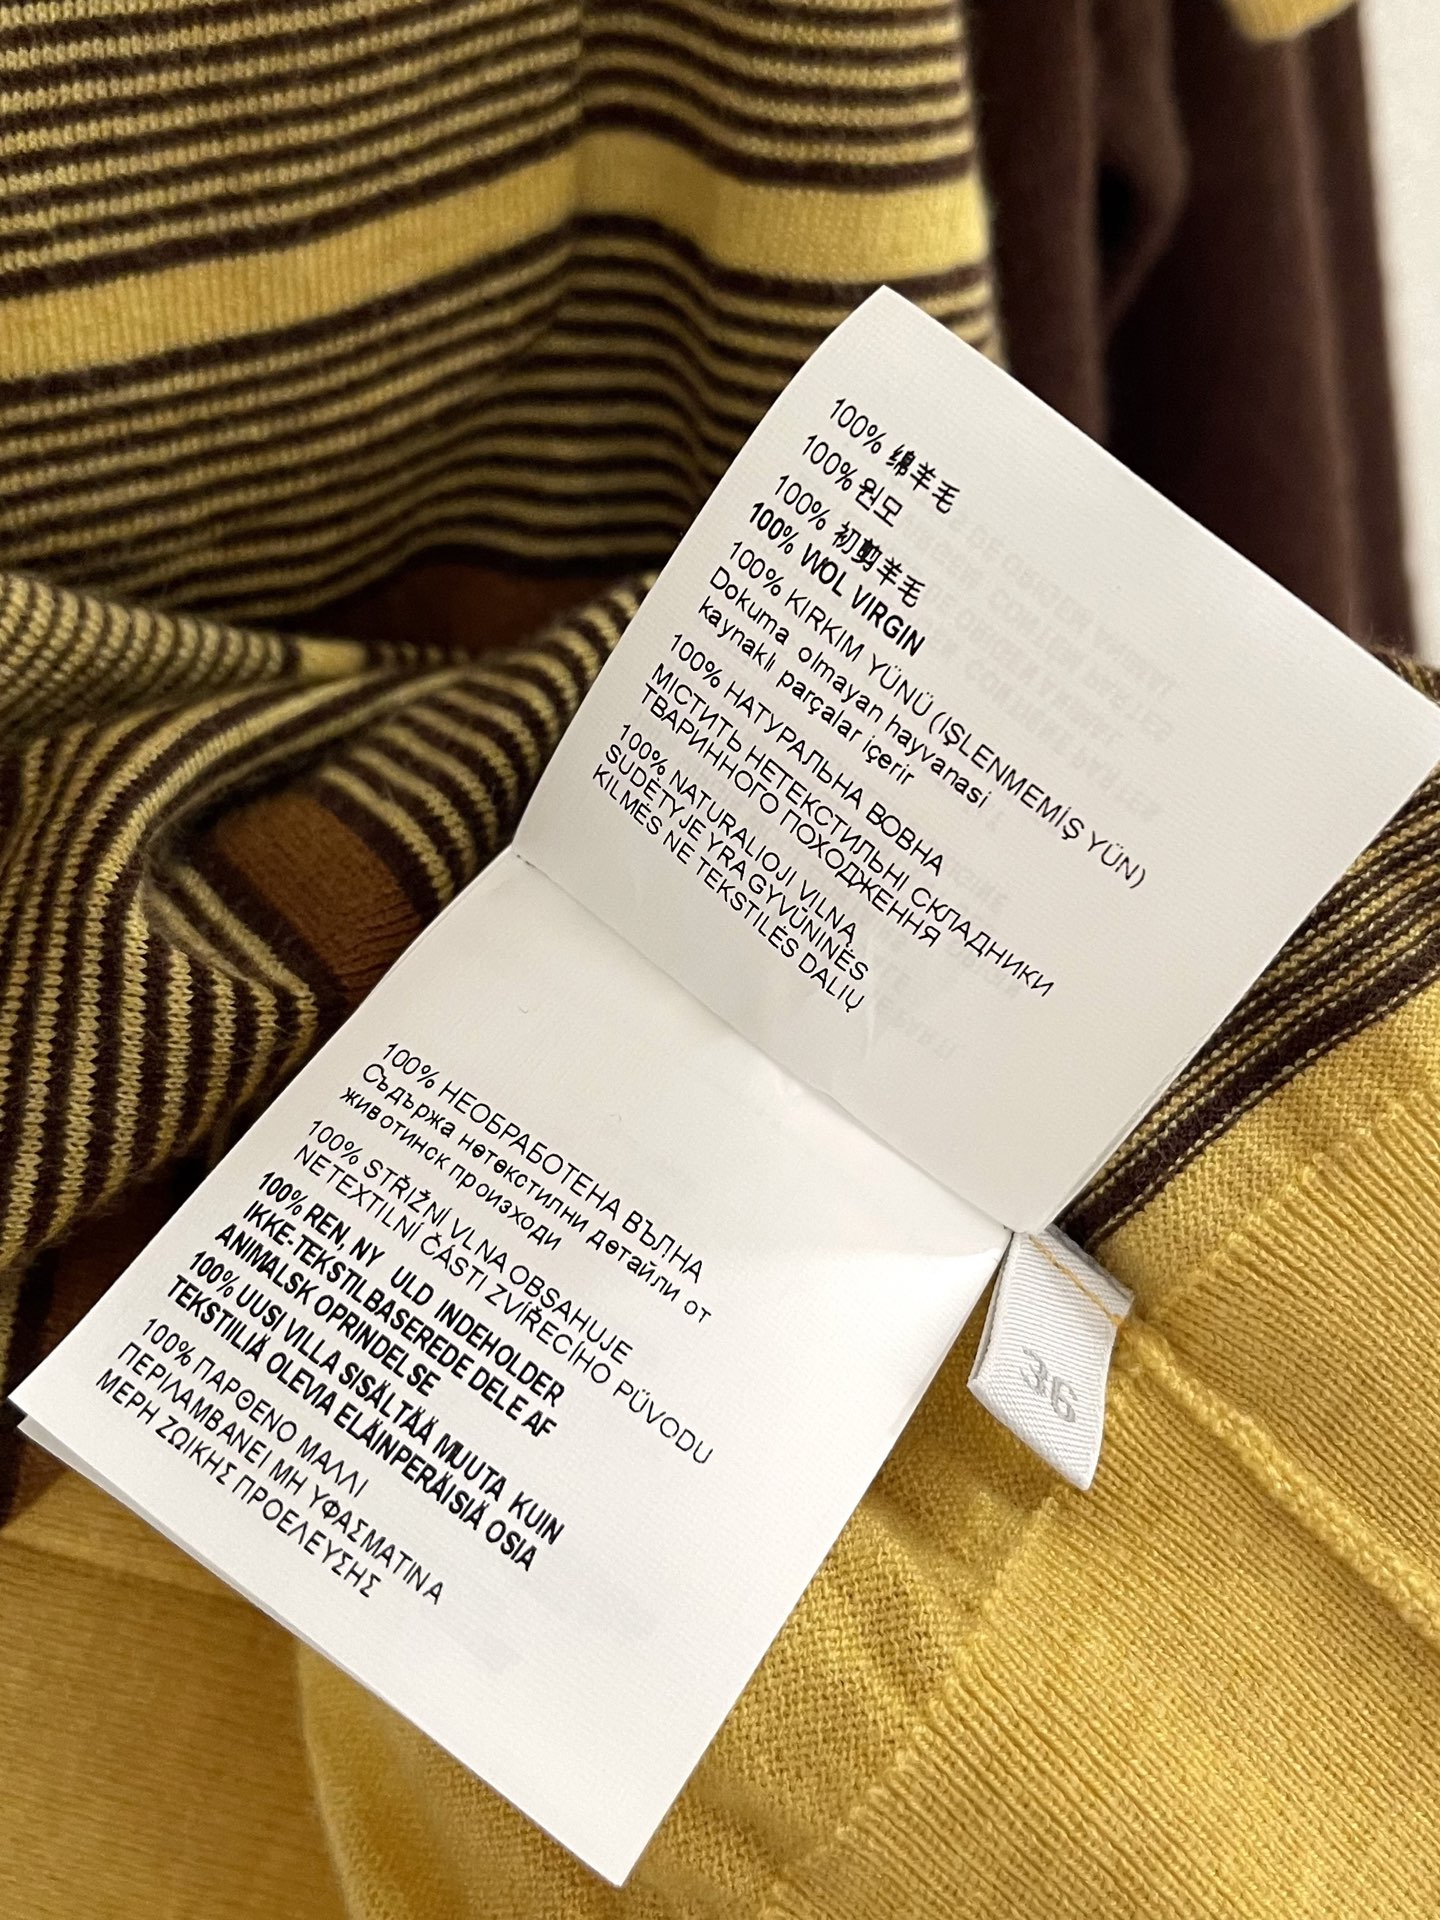 100% 绵羊毛
100% 원모
100% 初剪羊毛
100% WOL VIRGIN
100% KIRKIM YÜNÜ (IŞLENMEMİŞ YÜN)
Dokuma olmayan hayvanasi
kaynaklı parçalar içerir
100% НАТУРАЛЬНА ВОВНА
МІСТИТЬ НЕТЕКСТИЛЬНІ СКЛАДНИКИ
ТВАРИННОГО ПОХОДЖЕННЯ
100% NATURALIOJI VILNA
SUDĖTYJE YRA GYVŪNINĖS
KILMĖS NE TEKSTILĖS DALIŲ
100% НЕОБРАБОТЕНА ВЪЛНА
Съдържа нетекстилни детайли от
животинск произходи
100% STŘIŽNÍ VLNA OBSAHUJE
NETEXTILNÍ ČÁSTI ZVÍŘECÍHO PŮVODU
100% REN, NY ULD INDEHOLDER
IKKE-TEKSTILBASEREDE DELE AF
ANIMALSK OPRINDELSE
100% UUSI VILLA SISÄLTÄÄ MUUTA KUIN
TEKSTIILIÄ OLEVIA ELÄINPERÄISIÄ OSIA
100% ΠΑΡΘΕΝΟ ΜΑΛΛΙ
ΠΕΡΙΛΑΜΒΑΝΕΙ ΜΗ ΥΦΑΣΜΑΤΙΝΑ
ΜΕΡΗ ΖΩΙΚΗΣ ΠΡΟΕΛΕΥΣΗΣ
36